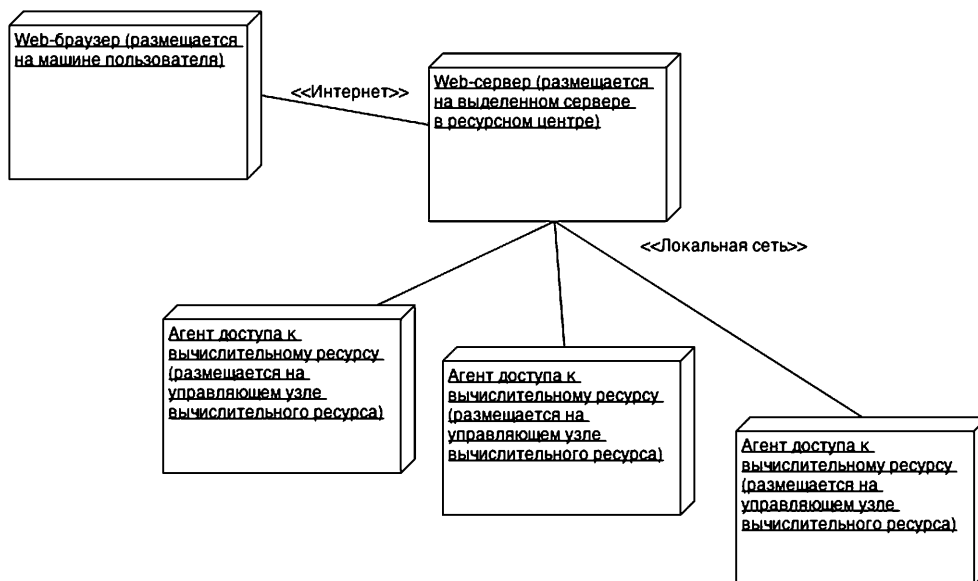 Web-браузер (размещается
на машине пользователя)
<<Интернет>>
Web-сервер (размещается
на выделенном сервере
в ресурсном центре)
<<Локальная сеть>>
Агент доступа к
вычислительному ресурсу
(размещается на
управляющем узле
вычислительного ресурса)
Агент доступа к
вычислительному ресурсу
(размещается на
управляющем узле
вычислительного ресурса)
Агент доступа к
вычислительному ресурсу
(размещается на
управляющем узле
вычислительного ресурса)